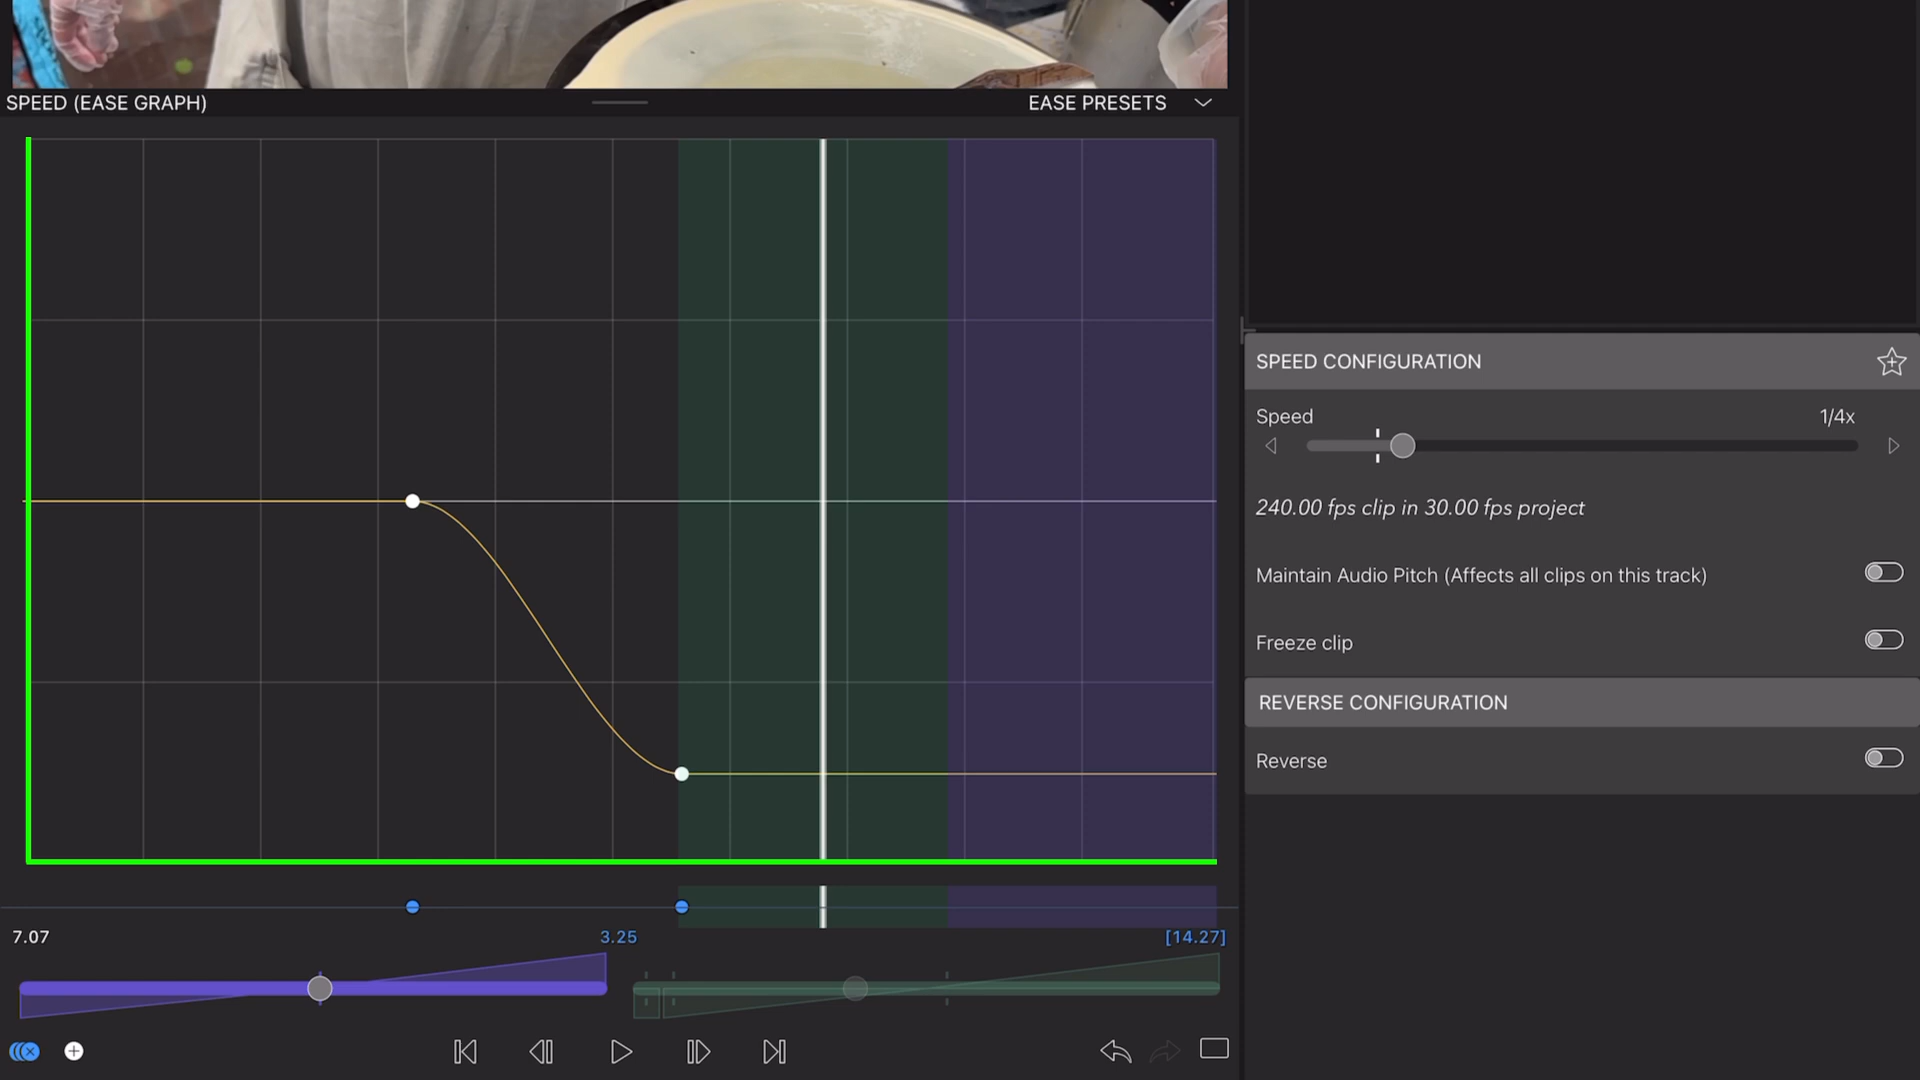 SPEED (EASE GRAPH)
EASE PRESETS
SPEED CONFIGURATION
Speed
1/4x
240.00 fps clip in 30.00 fps project
Maintain Audio Pitch (Affects all clips on this track)
Freeze clip
REVERSE CONFIGURATION
Reverse
7.07
3.25
[14.27]